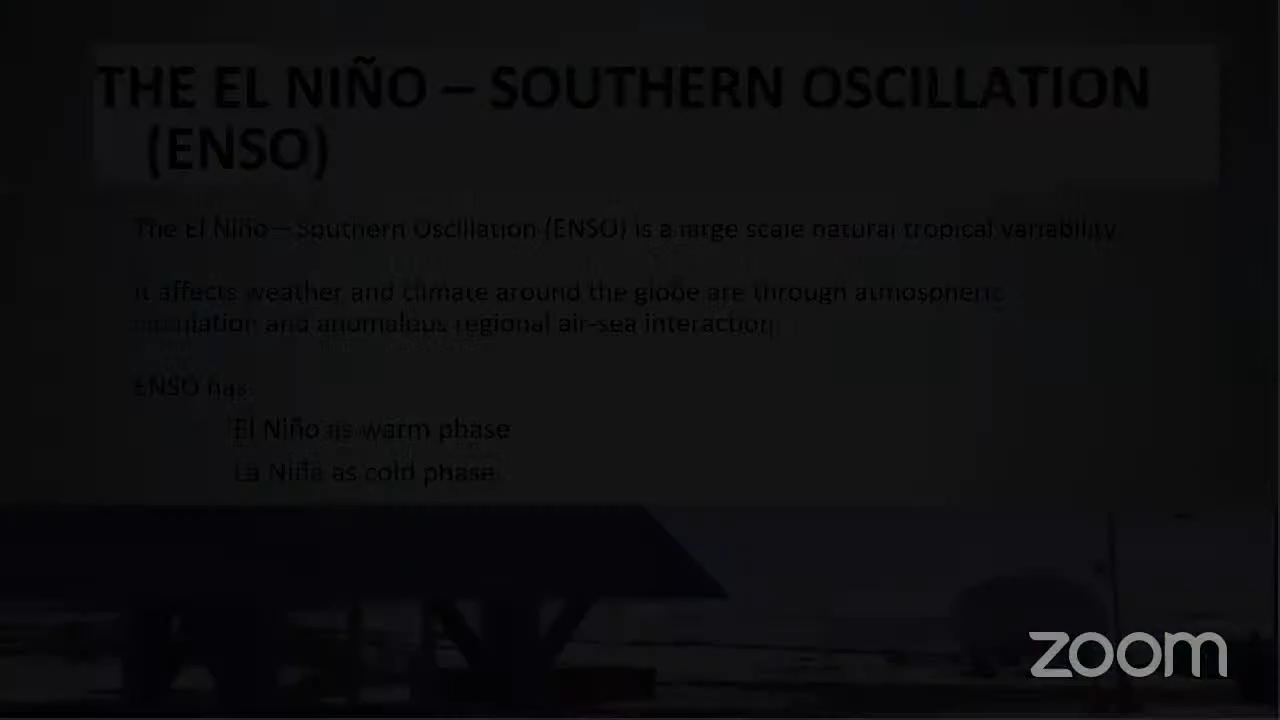 THE EL NIÑO – SOUTHERN OSCILLATION
(ENSO)
The El Niño – Southern Oscillation (ENSO) is a large scale natural tropical variability
It affects weather and climate around the globe are through atmospheric
circulation and anomalous regional air-sea interaction
ENSO has
El Niño as warm phase
La Niña as cold phase
zoom